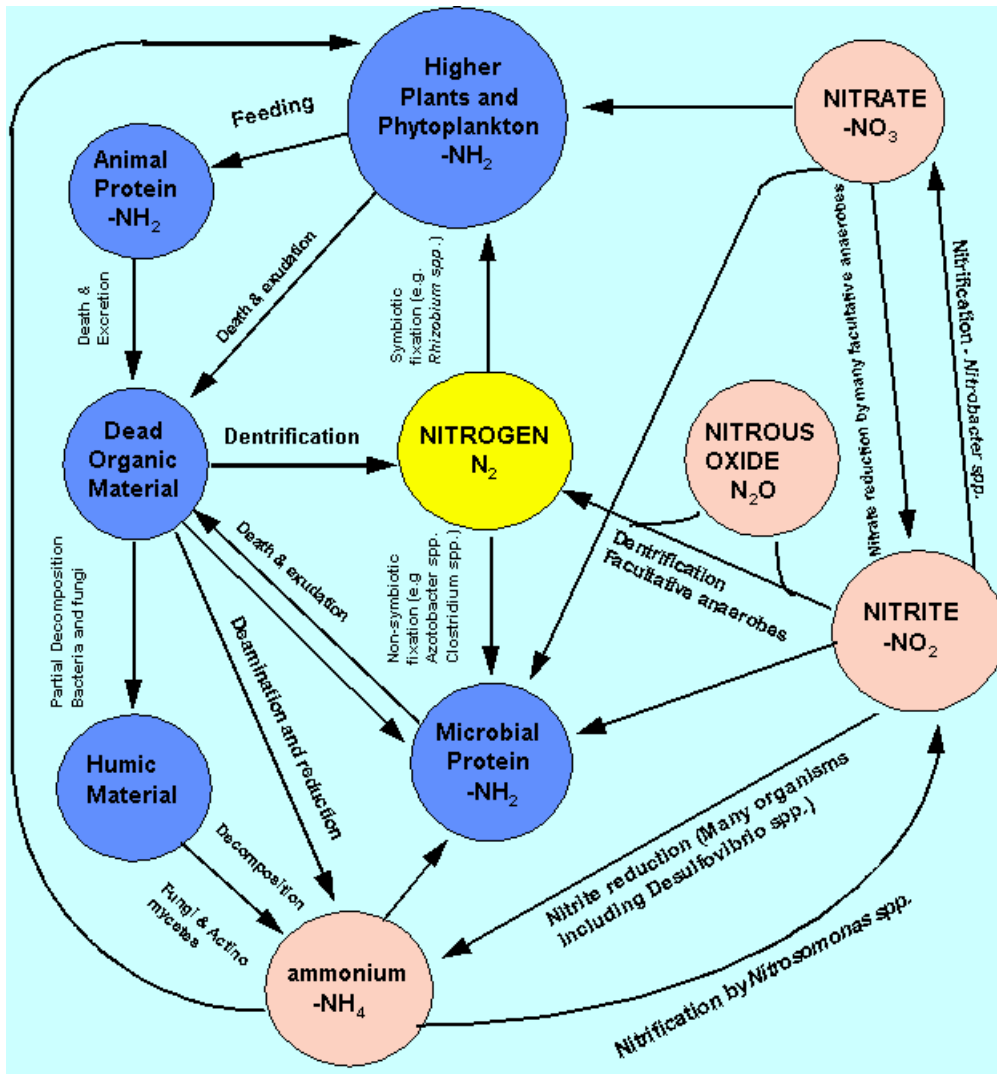 Higher
Plants and
Phytoplankton
-NH₂
NITRATE
-NO₃
Feeding
Animal
Protein
-NH₂
Death &
Excretion
Death & exudation
Symbiotic
fixation (e.g.
Rhizobium spp.)
Nitrate reduction by many facultative anaerobes
Nitrification - Nitrobacter spp.
Dead
Organic
Material
Dentrification
NITROGEN
N₂
NITROUS
OXIDE
N₂O
Dentrification
Facultative anaerobes
NITRITE
-NO₂
Partial Decomposition
Bacteria and fungi
Death & exudation
Non-symbiotic
fixation (e.g
Azotobacter spp.
Clostridium spp.)
Deamination and reduction
Humic
Material
Microbial
Protein
-NH₂
Decomposition
Fungi & Actino
mycetes
Nitrite reduction (Many organisms
including Desulfovibrio spp.)
ammonium
-NH₄
Nitrification by Nitrosomonas spp.